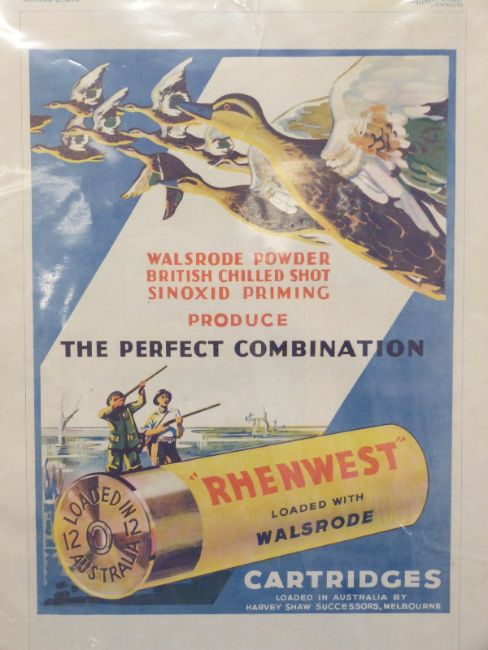 WALSRODE POWDER
BRITISH CHILLED SHOT
SINOXID PRIMING
PRODUCE
THE PERFECT COMBINATION
"RHENWEST"
LOADED WITH
WALSRODE
LOADED IN
12 12
AUSTRALIA
CARTRIDGES
LOADED IN AUSTRALIA BY
HARVEY SHAW SUCCESSORS, MELBOURNE